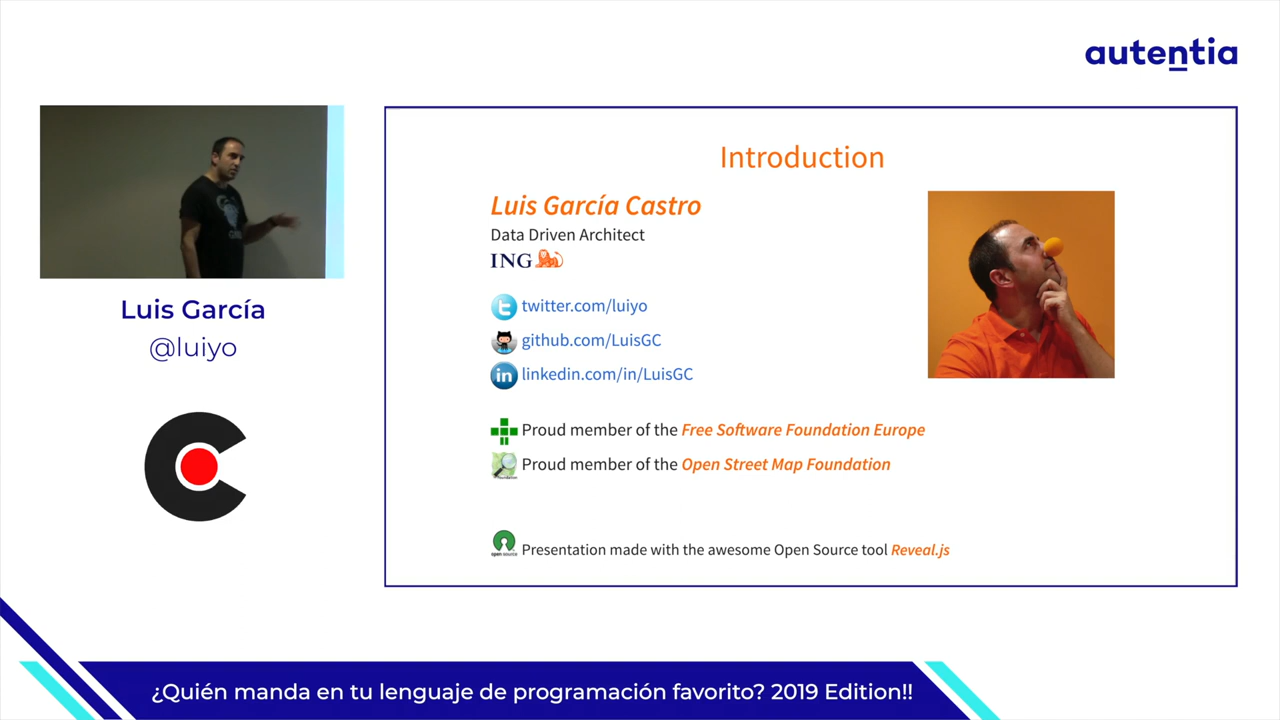 autentia
Luis García
@luiyo
Introduction
Luis García Castro
Data Driven Architect
ING
twitter.com/luiyo
github.com/LuisGC
in linkedin.com/in/LuisGC
Proud member of the Free Software Foundation Europe
Proud member of the Open Street Map Foundation
open source
Presentation made with the awesome Open Source tool Reveal.js
¿Quién manda en tu lenguaje de programación favorito? 2019 Edition!!